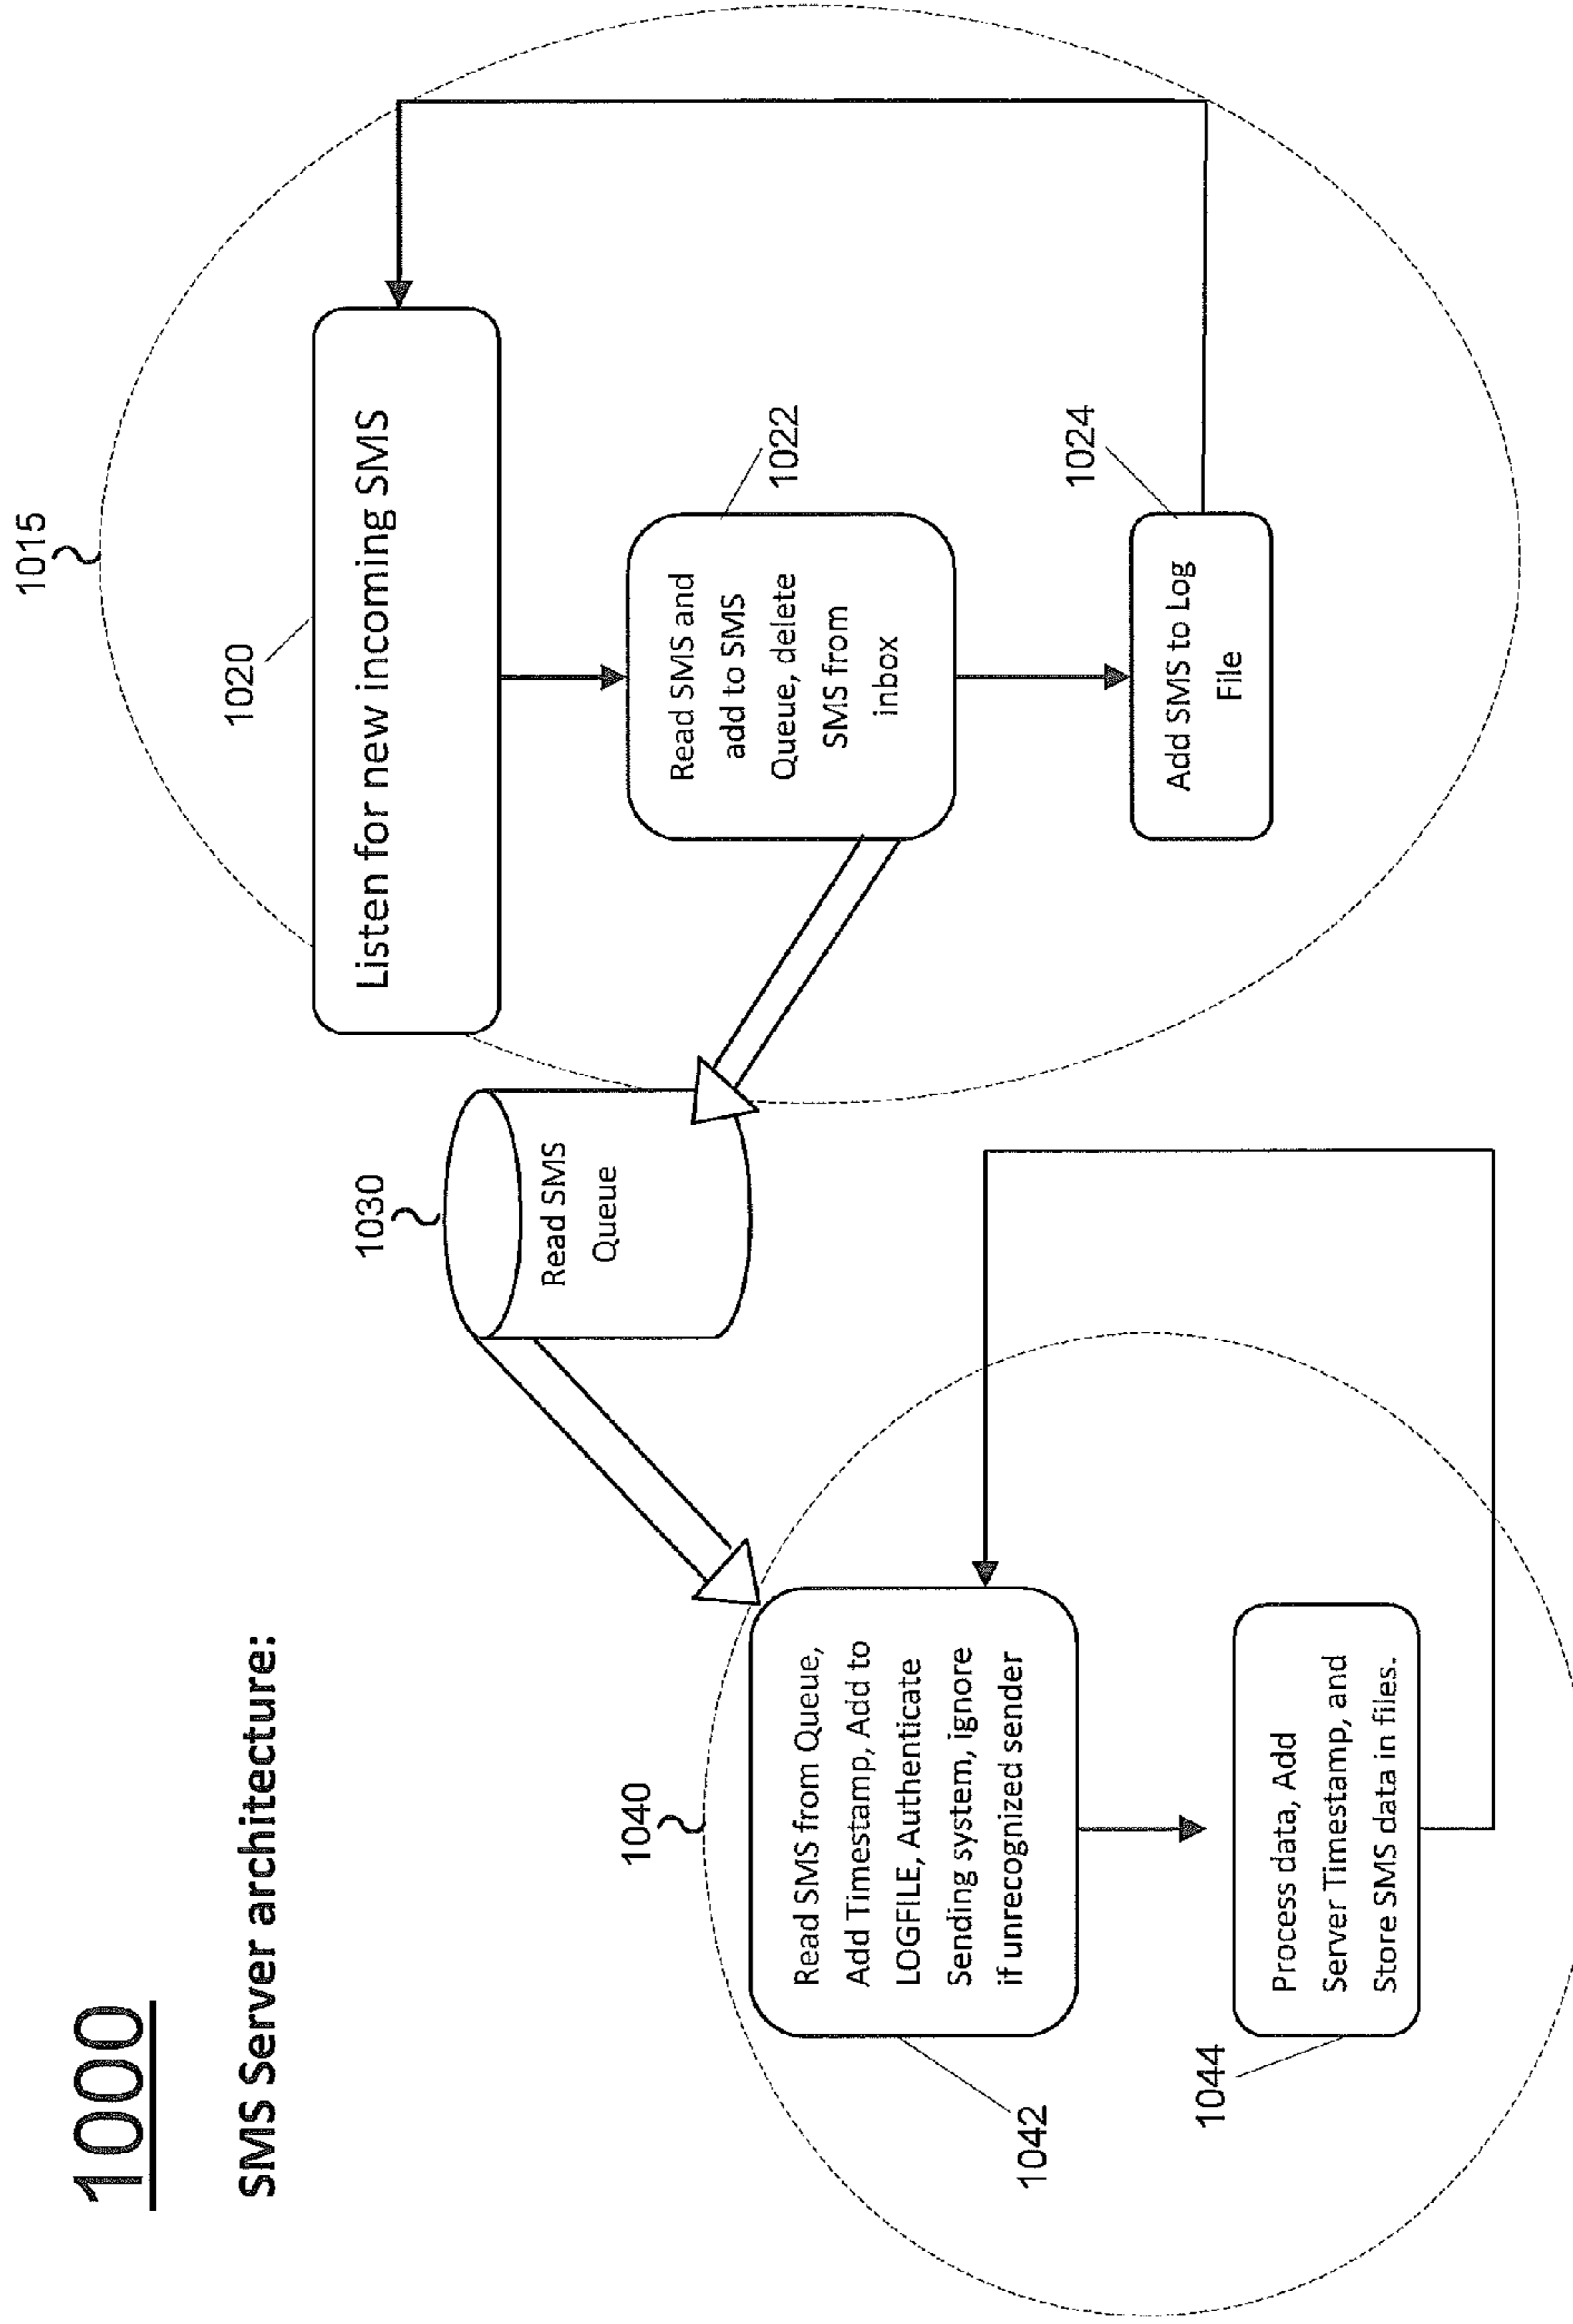 1000
SMS Server architecture:
1015
1020
Listen for new incoming SMS
1022
Read SMS and
add to SMS
Queue, delete
SMS from
inbox
1024
Add SMS to Log
File
1030
Read SMS
Queue
1040
1042
Read SMS from Queue,
Add Timestamp, Add to
LOGFILE, Authenticate
Sending system, ignore
if unrecognized sender
1044
Process data, Add
Server Timestamp, and
Store SMS data in files.